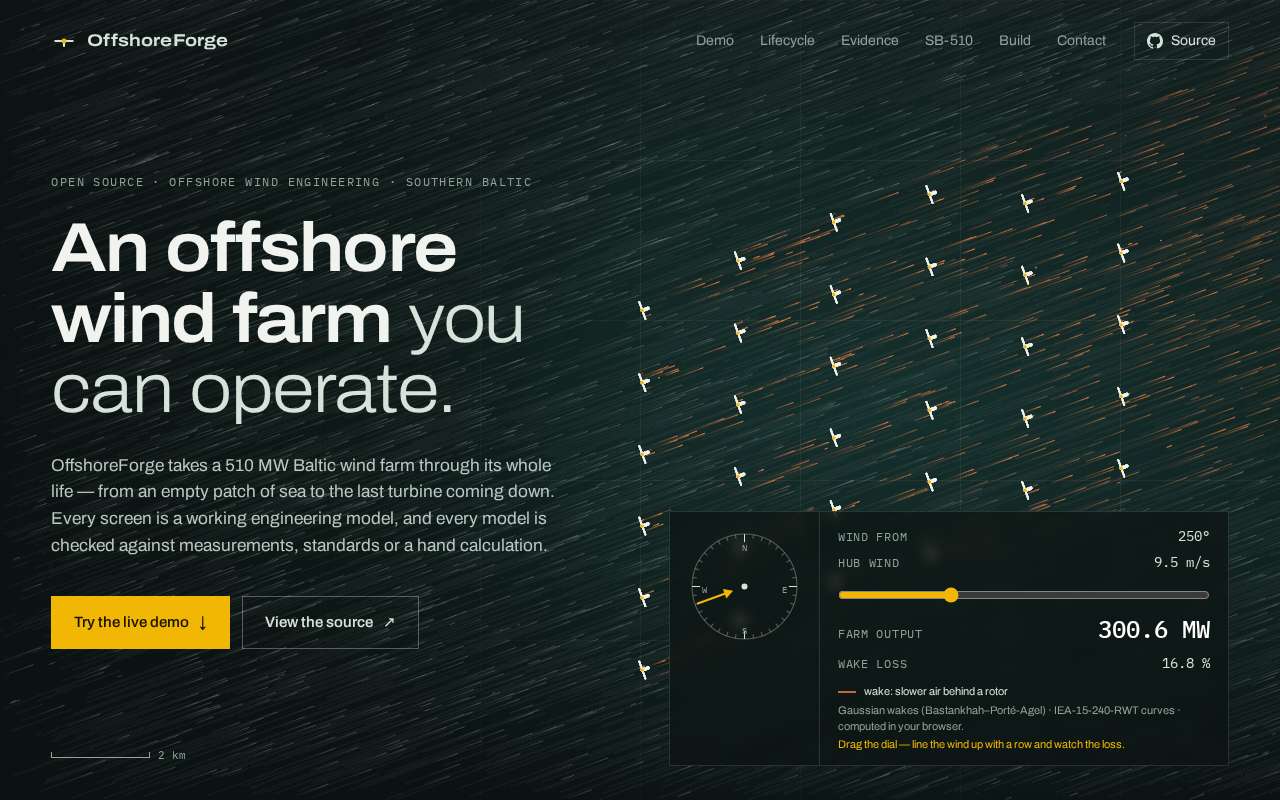 OffshoreForge
Demo Lifecycle Evidence SB-510 Build Contact Source
OPEN SOURCE · OFFSHORE WIND ENGINEERING · SOUTHERN BALTIC
An offshore
wind farm you
can operate.
OffshoreForge takes a 510 MW Baltic wind farm through its whole
life — from an empty patch of sea to the last turbine coming down.
Every screen is a working engineering model, and every model is
checked against measurements, standards or a hand calculation.
Try the live demo ↓
View the source ↗
2 km
N
W E
S
WIND FROM 250°
HUB WIND 9.5 m/s
FARM OUTPUT 300.6 MW
WAKE LOSS 16.8 %
wake: slower air behind a rotor
Gaussian wakes (Bastankhah–Porté-Agel) · IEA-15-240-RWT curves ·
computed in your browser.
Drag the dial — line the wind up with a row and watch the loss.